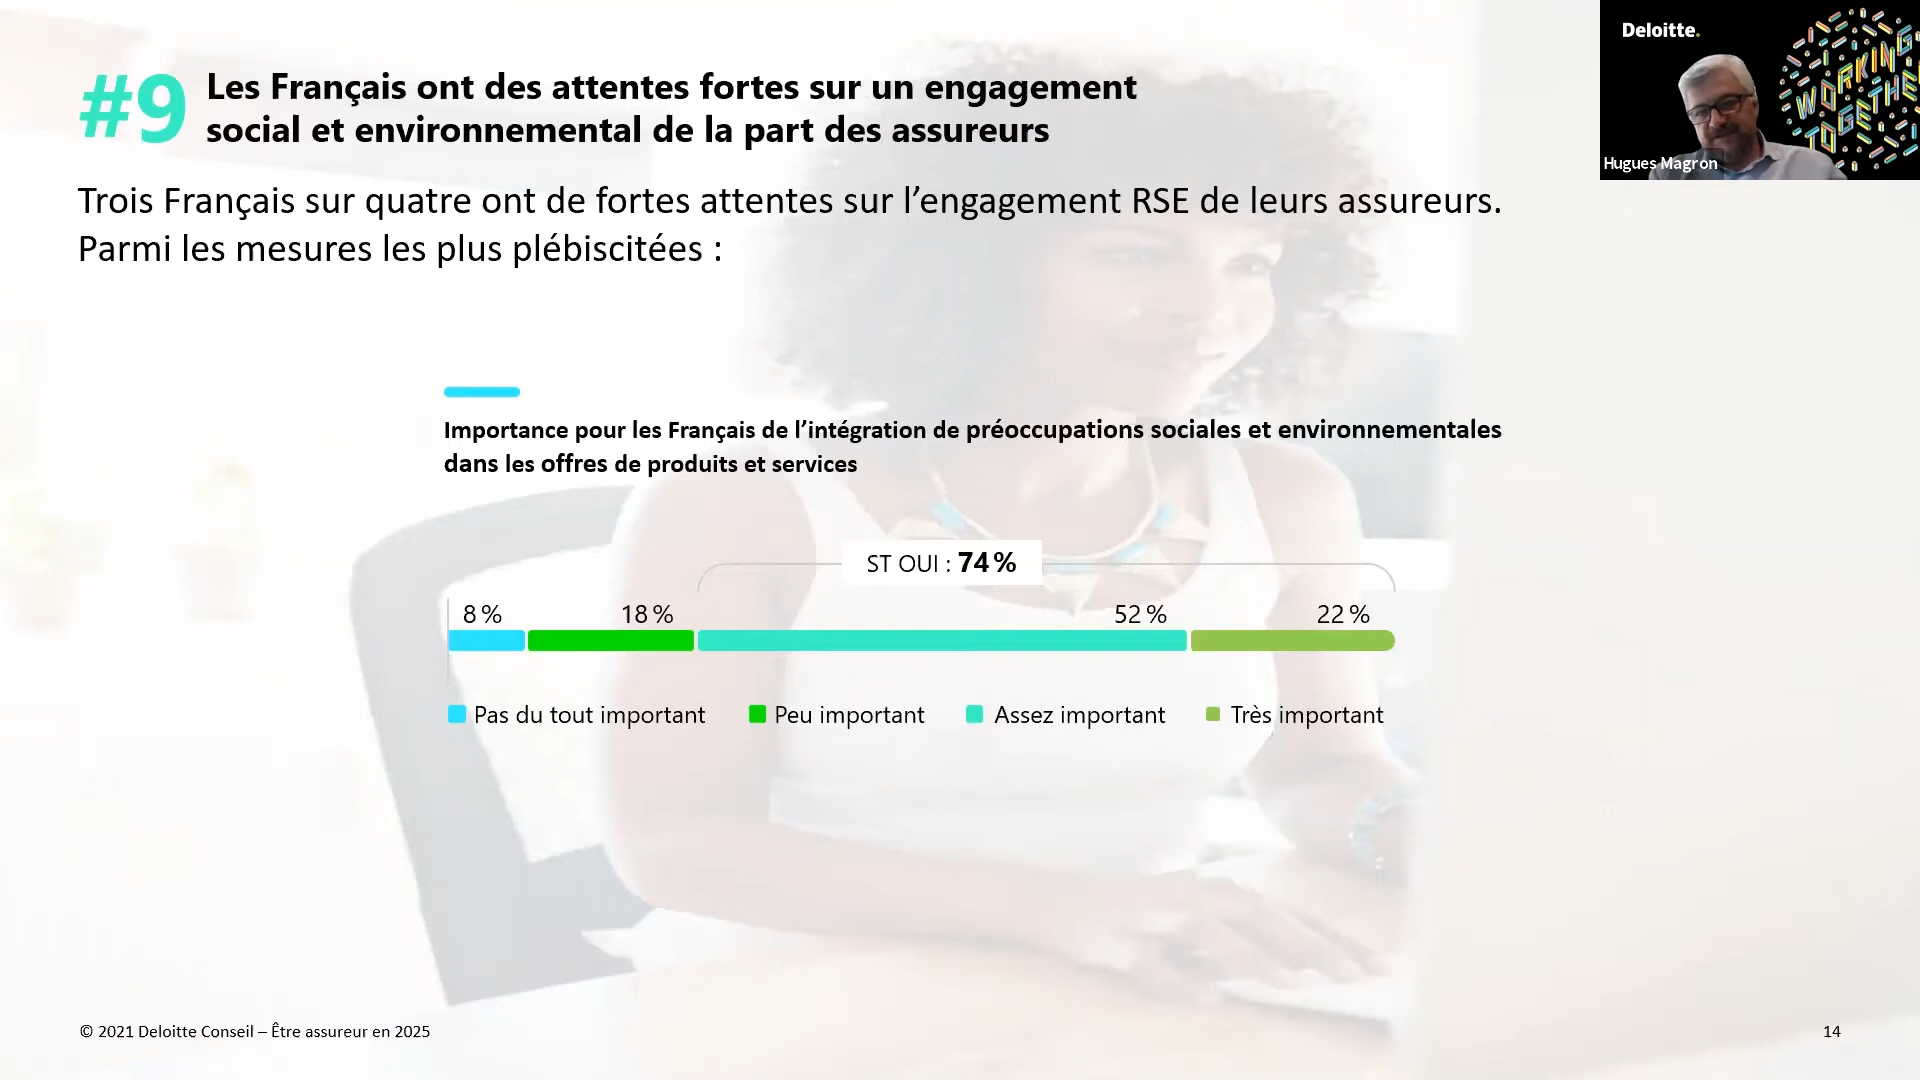 #9
Les Français ont des attentes fortes sur un engagement
social et environnemental de la part des assureurs
Deloitte.
WORKING
TOGETHER
Hugues Magron
Trois Français sur quatre ont de fortes attentes sur l’engagement RSE de leurs assureurs.
Parmi les mesures les plus plébiscitées :
Importance pour les Français de l’intégration de préoccupations sociales et environnementales
dans les offres de produits et services
ST OUI : 74 %
8 % 18 % 52 % 22 %
Pas du tout important Peu important Assez important Très important
© 2021 Deloitte Conseil – Être assureur en 2025
14